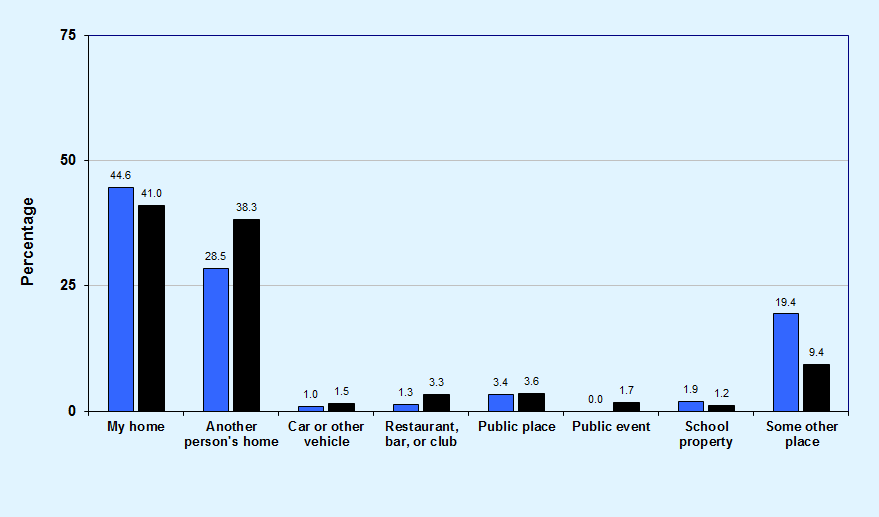 75
50
25
0
Percentage
44.6
41.0
28.5
38.3
1.0
1.5
1.3
3.3
3.4
3.6
0.0
1.7
1.9
1.2
19.4
9.4
My home
Another
person's home
Car or other
vehicle
Restaurant,
bar, or club
Public place
Public event
School
property
Some other
place